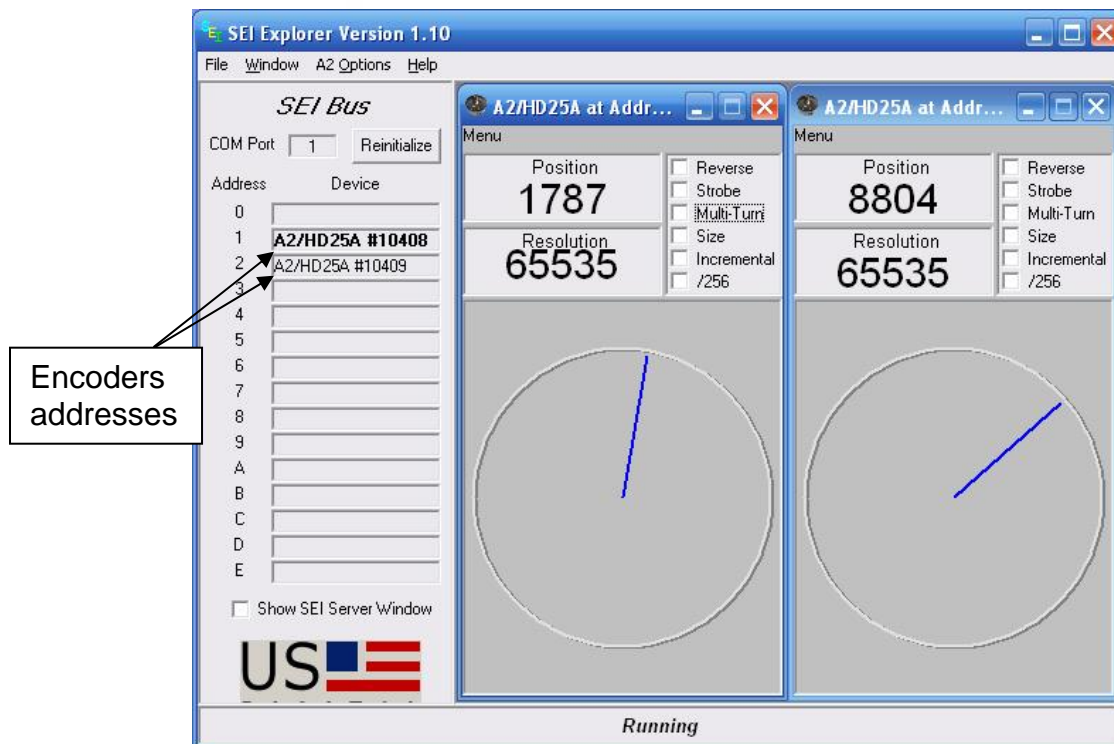 SEI Explorer Version 1.10
File Window A2 Options Help
SEI Bus
COM Port 1 Reinitialize
Address Device
0
1 A2/HD25A #10408
2 A2/HD25A #10409
3
4
5
6
7
8
9
A
B
C
D
E
Show SEI Server Window
US
Encoders
addresses
A2/HD25A at Addr...
Menu
Position
1787
Resolution
65535
Reverse
Strobe
Multi-Turn
Size
Incremental
/256
A2/HD25A at Addr...
Menu
Position
8804
Resolution
65535
Reverse
Strobe
Multi-Turn
Size
Incremental
/256
Running